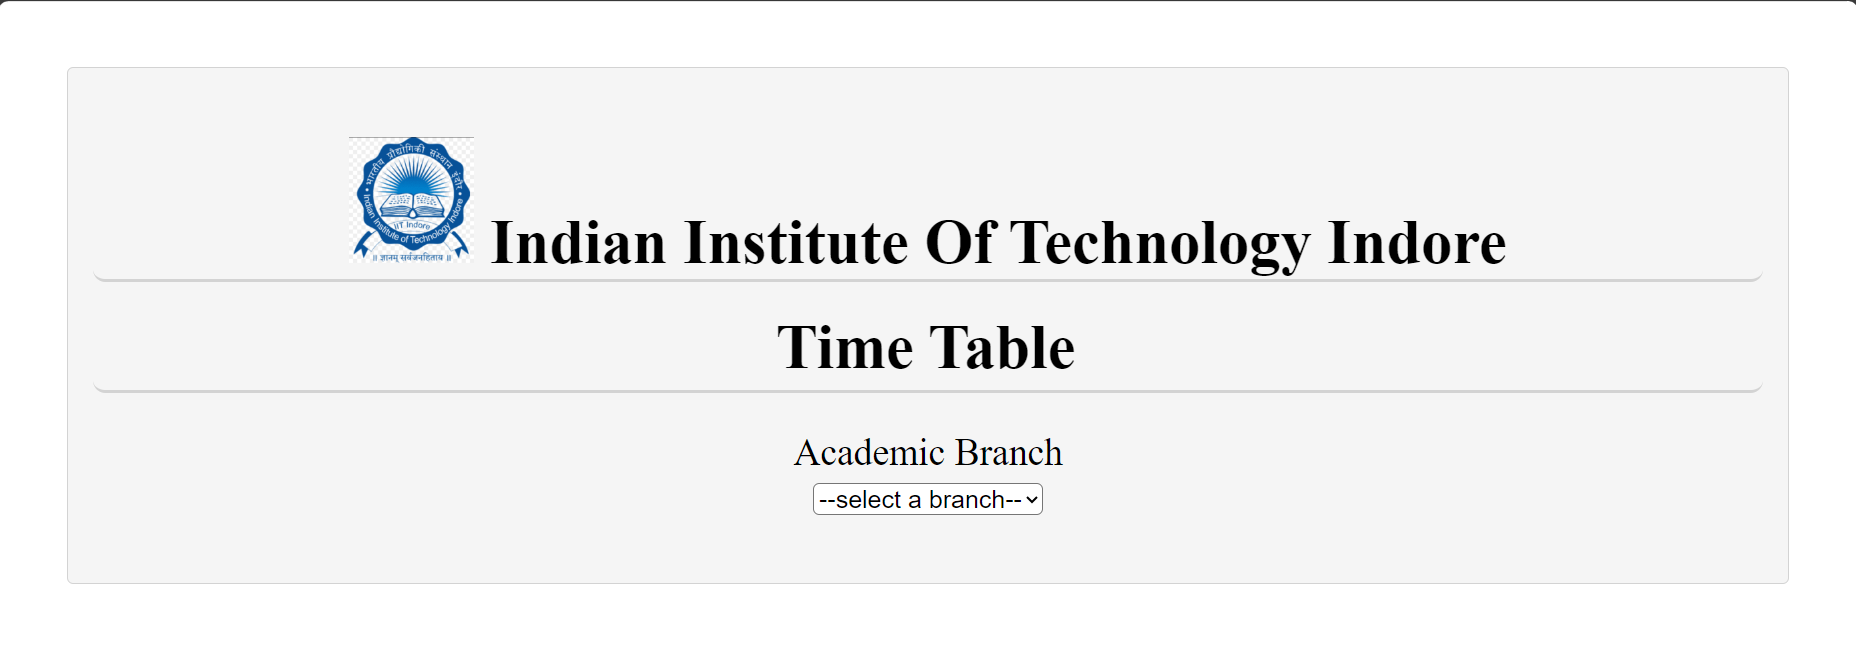 भारतीय प्रौद्योगिकी संस्थान इंदौर
Indian Institute of Technology Indore
IIT Indore
॥ ज्ञानम् सर्वजनहिताय ॥
Indian Institute Of Technology Indore
Time Table
Academic Branch
--select a branch--